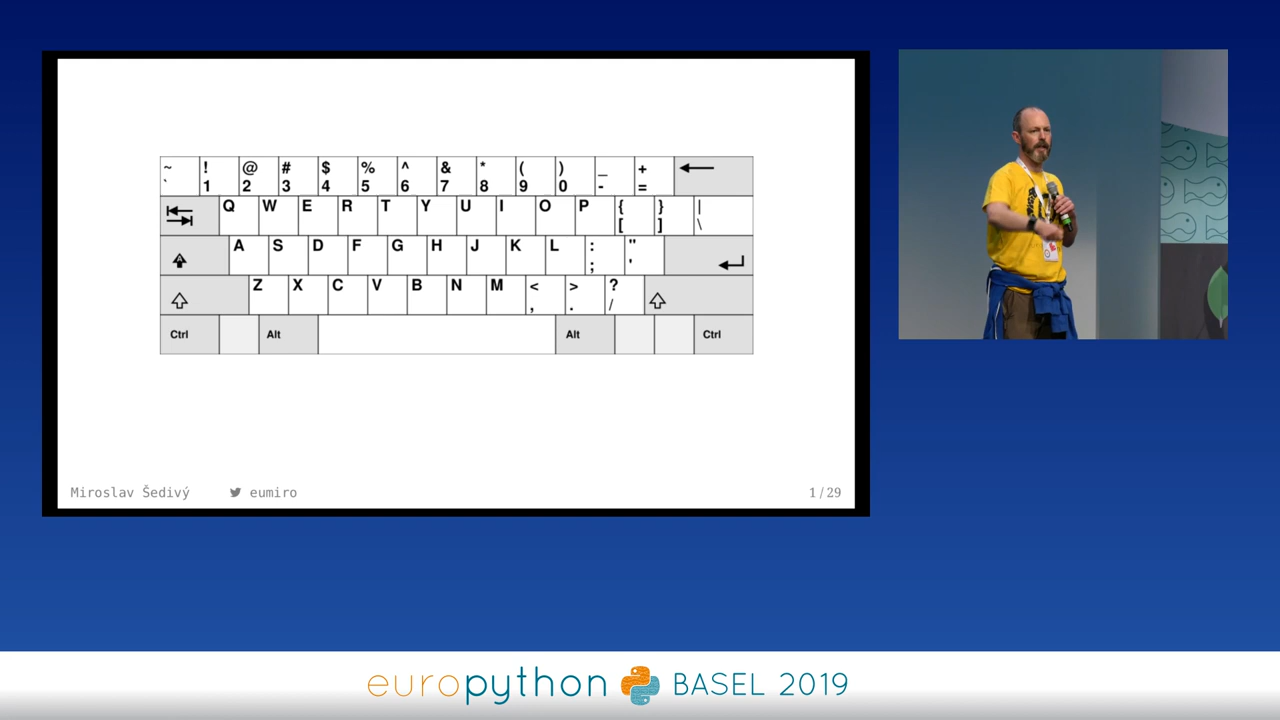 ~ ! @ # $ % ^ & * ( ) _ +
` 1 2 3 4 5 6 7 8 9 0 - =
Q W E R T Y U I O P { } |
[ ] \
A S D F G H J K L : "
; '
Z X C V B N M < > ?
, . /
Ctrl Alt Alt Ctrl
Miroslav Šedivý eumiro 1 / 29
europython BASEL 2019